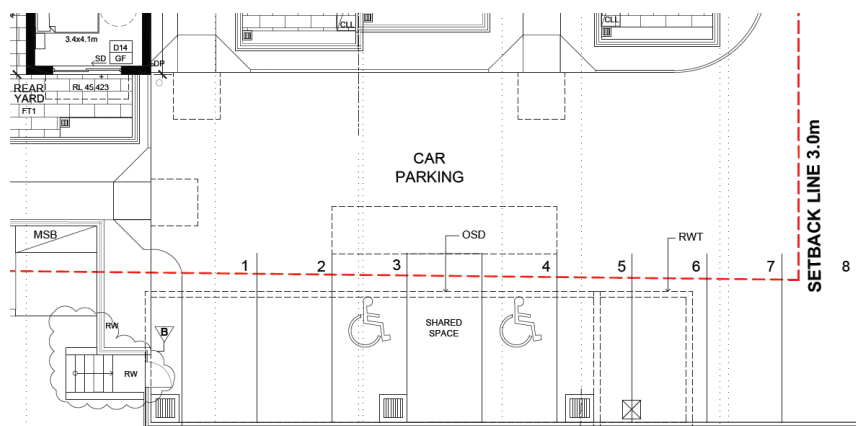 CLL
CLL
3.4x4.1m
D14
SD
GF
DP
REAR
YARD
RL 45.423
FT1
CAR
PARKING
SETBACK LINE 3.0m
MSB
OSD
RWT
1
2
3
4
5
6
7
8
RW
B
SHARED
SPACE
RW